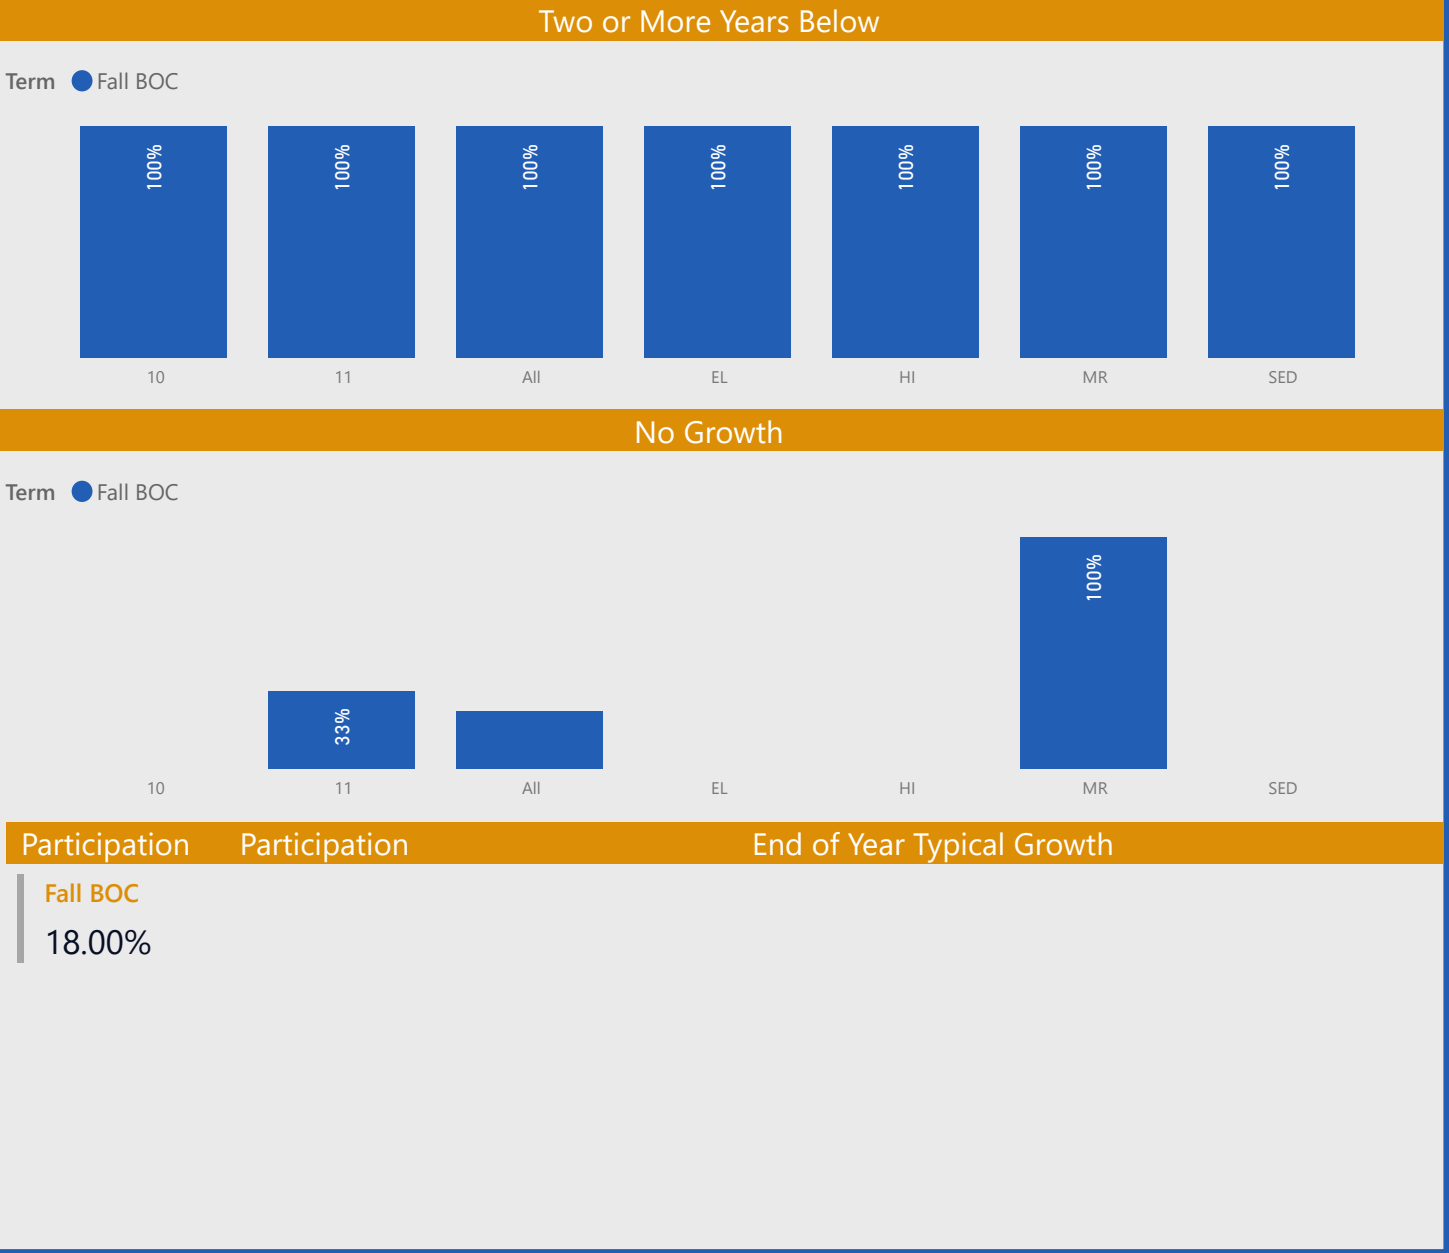 Two or More Years Below
Term Fall BOC
100% 100% 100% 100% 100% 100% 100%
10 11 All EL HI MR SED
No Growth
Term Fall BOC
100%
33%
10 11 All EL HI MR SED
Participation Participation End of Year Typical Growth
Fall BOC
18.00%